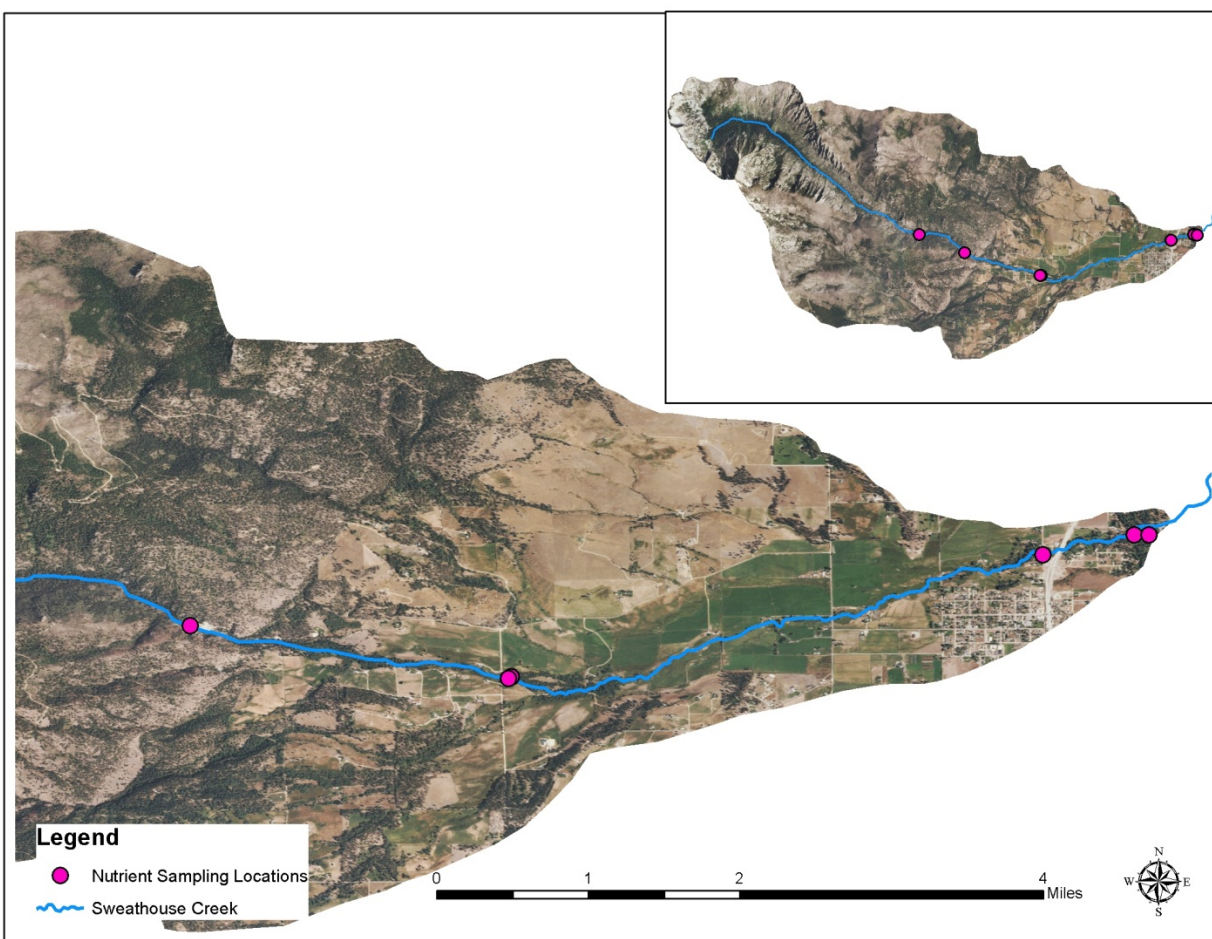 Legend
Nutrient Sampling Locations
Sweathouse Creek
0 1 2 4
Miles
N
W E
S